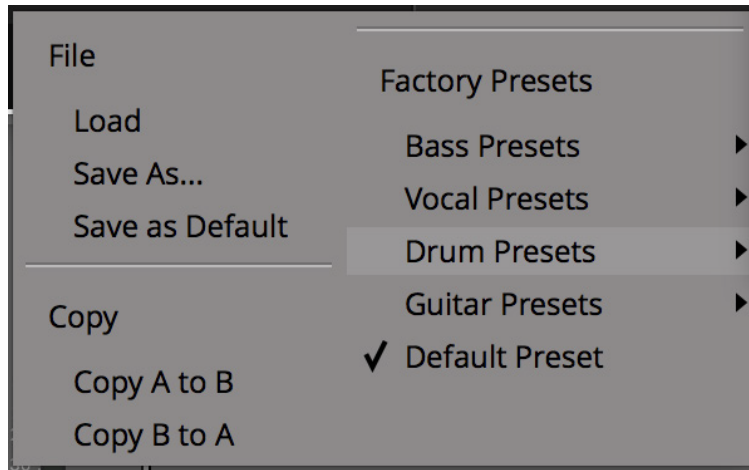 File
Load
Save As...
Save as Default
Copy
Copy A to B
Copy B to A
Factory Presets
Bass Presets
Vocal Presets
Drum Presets
Guitar Presets
Default Preset